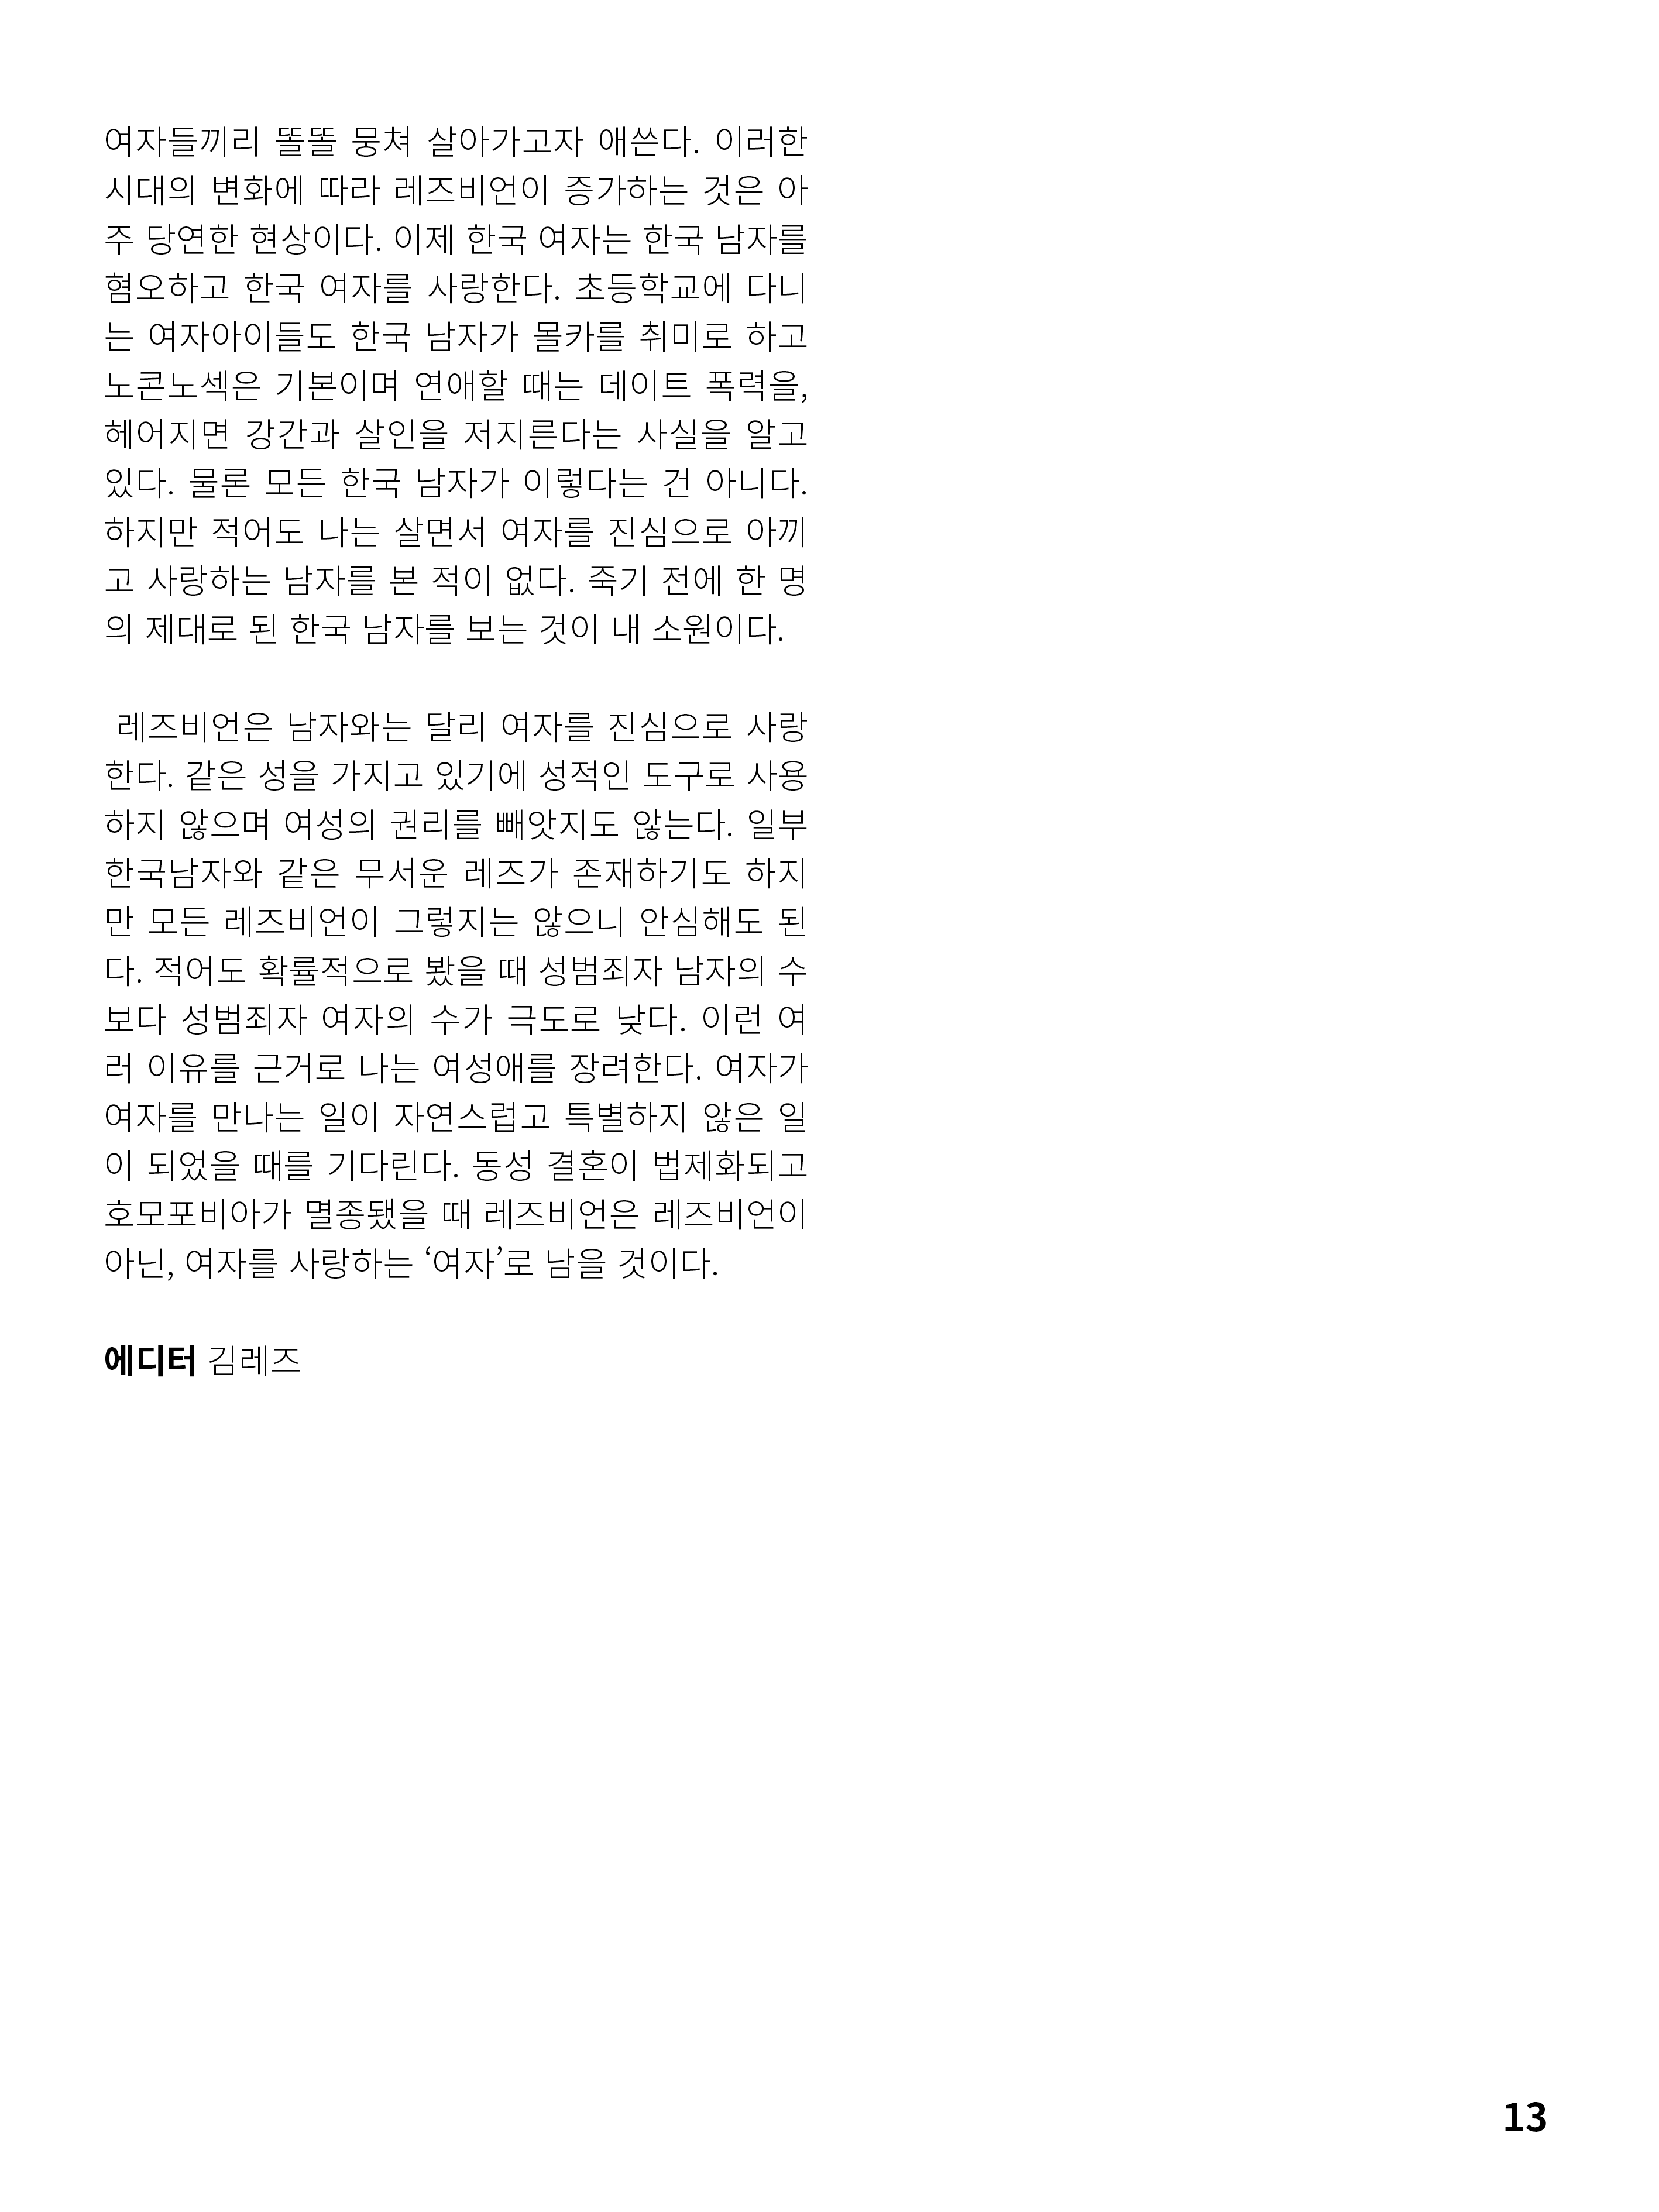 여자들끼리 똘똘 뭉쳐 살아가고자 애쓴다. 이러한
시대의 변화에 따라 레즈비언이 증가하는 것은 아
주 당연한 현상이다. 이제 한국 여자는 한국 남자를
혐오하고 한국 여자를 사랑한다. 초등학교에 다니
는 여자아이들도 한국 남자가 몰카를 취미로 하고
노콘노섹은 기본이며 연애할 때는 데이트 폭력을,
헤어지면 강간과 살인을 저지른다는 사실을 알고
있다. 물론 모든 한국 남자가 이렇다는 건 아니다.
하지만 적어도 나는 살면서 여자를 진심으로 아끼
고 사랑하는 남자를 본 적이 없다. 죽기 전에 한 명
의 제대로 된 한국 남자를 보는 것이 내 소원이다.
레즈비언은 남자와는 달리 여자를 진심으로 사랑
한다. 같은 성을 가지고 있기에 성적인 도구로 사용
하지 않으며 여성의 권리를 빼앗지도 않는다. 일부
한국남자와 같은 무서운 레즈가 존재하기도 하지
만 모든 레즈비언이 그렇지는 않으니 안심해도 된
다. 적어도 확률적으로 봤을 때 성범죄자 남자의 수
보다 성범죄자 여자의 수가 극도로 낮다. 이런 여
러 이유를 근거로 나는 여성애를 장려한다. 여자가
여자를 만나는 일이 자연스럽고 특별하지 않은 일
이 되었을 때를 기다린다. 동성 결혼이 법제화되고
호모포비아가 멸종됐을 때 레즈비언은 레즈비언이
아닌, 여자를 사랑하는 ‘여자’로 남을 것이다.
에디터 김레즈
13